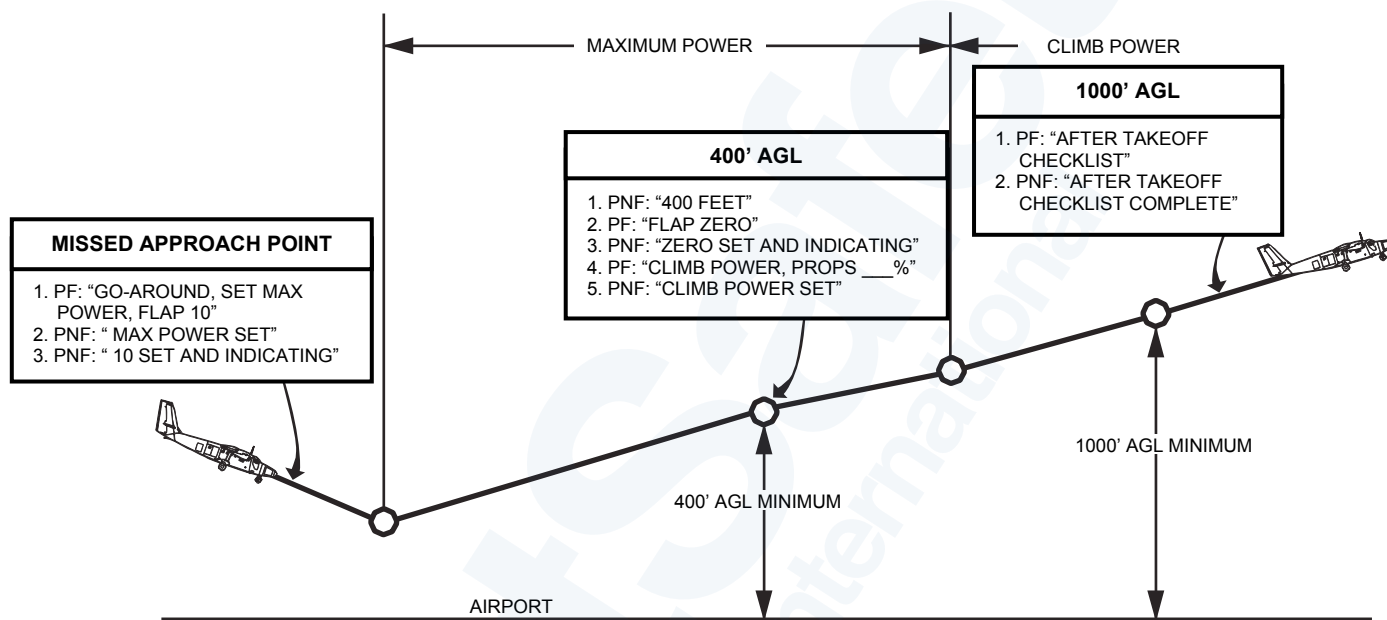 MAXIMUM POWER
CLIMB POWER
1000’ AGL
1. PF: “AFTER TAKEOFF
CHECKLIST”
2. PNF: “AFTER TAKEOFF
CHECKLIST COMPLETE”
400’ AGL
1. PNF: “400 FEET”
2. PF: “FLAP ZERO”
3. PNF: “ZERO SET AND INDICATING”
4. PF: “CLIMB POWER, PROPS ___%”
5. PNF: “CLIMB POWER SET”
MISSED APPROACH POINT
1. PF: “GO-AROUND, SET MAX
POWER, FLAP 10”
2. PNF: “ MAX POWER SET”
3. PNF: “ 10 SET AND INDICATING”
1000’ AGL MINIMUM
400’ AGL MINIMUM
AIRPORT
international